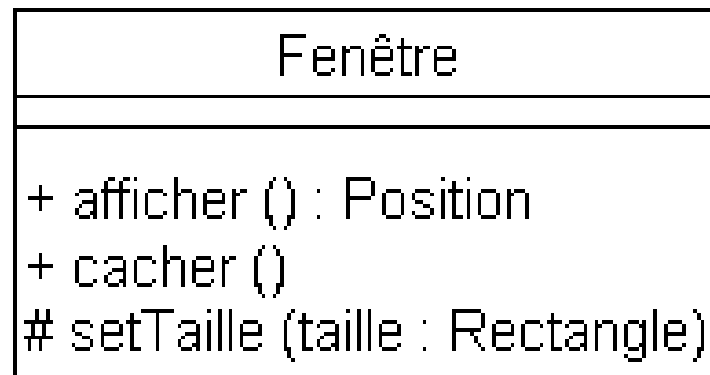 Fenêtre
+ afficher () : Position
+ cacher ()
# setTaille (taille : Rectangle)